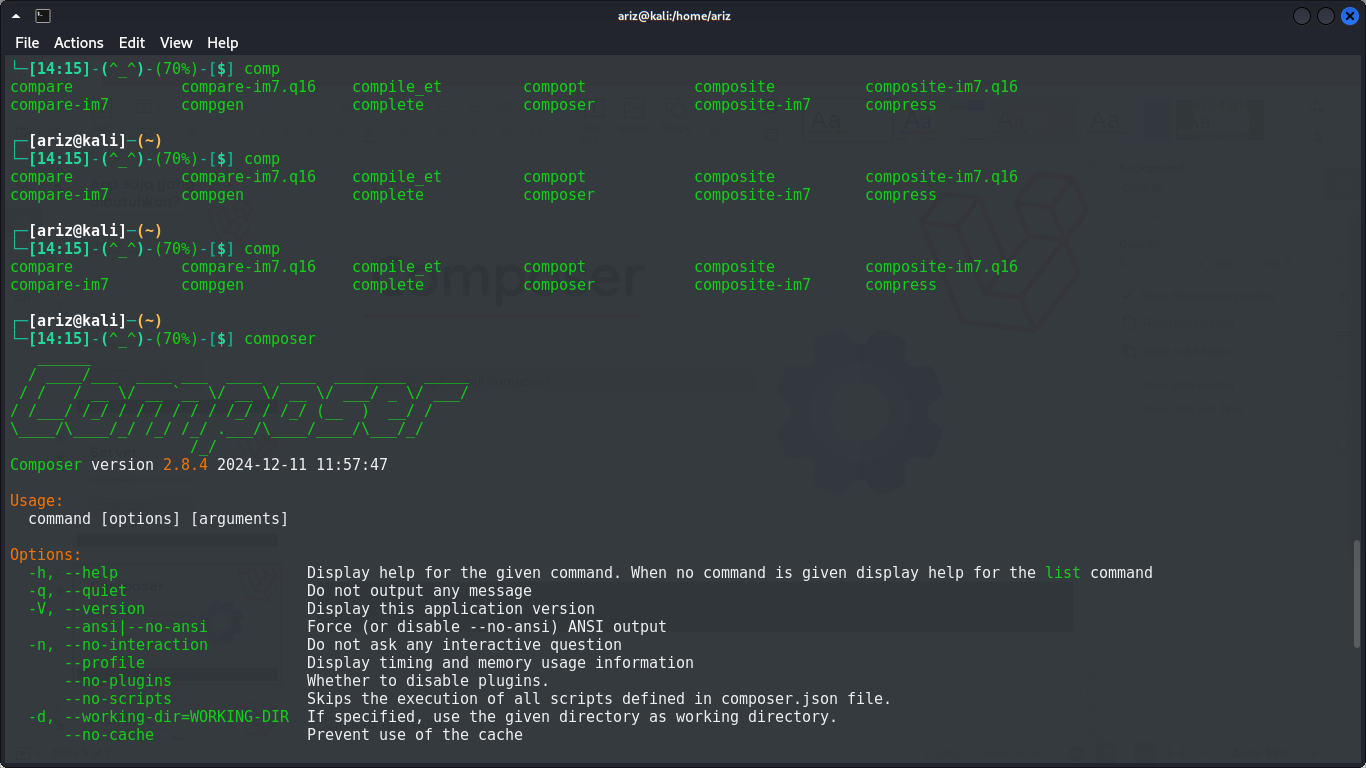 ariz@kali:/home/ariz
File Actions Edit View Help
└─[14:15]-(^_^)-(70%)-[$] comp
compare compare-im7.q16 compile_et compopt composite composite-im7.q16
compare-im7 compgen complete composer composite-im7 compress
┌─[ariz@kali]─(~)
└─[14:15]-(^_^)-(70%)-[$] comp
compare compare-im7.q16 compile_et compopt composite composite-im7.q16
compare-im7 compgen complete composer composite-im7 compress
┌─[ariz@kali]─(~)
└─[14:15]-(^_^)-(70%)-[$] comp
compare compare-im7.q16 compile_et compopt composite composite-im7.q16
compare-im7 compgen complete composer composite-im7 compress
┌─[ariz@kali]─(~)
└─[14:15]-(^_^)-(70%)-[$] composer
Composer
Composer version 2.8.4 2024-12-11 11:57:47
Usage:
command [options] [arguments]
Options:
-h, --help Display help for the given command. When no command is given display help for the list command
-q, --quiet Do not output any message
-V, --version Display this application version
--ansi|--no-ansi Force (or disable --no-ansi) ANSI output
-n, --no-interaction Do not ask any interactive question
--profile Display timing and memory usage information
--no-plugins Whether to disable plugins.
--no-scripts Skips the execution of all scripts defined in composer.json file.
-d, --working-dir=WORKING-DIR If specified, use the given directory as working directory.
--no-cache Prevent use of the cache